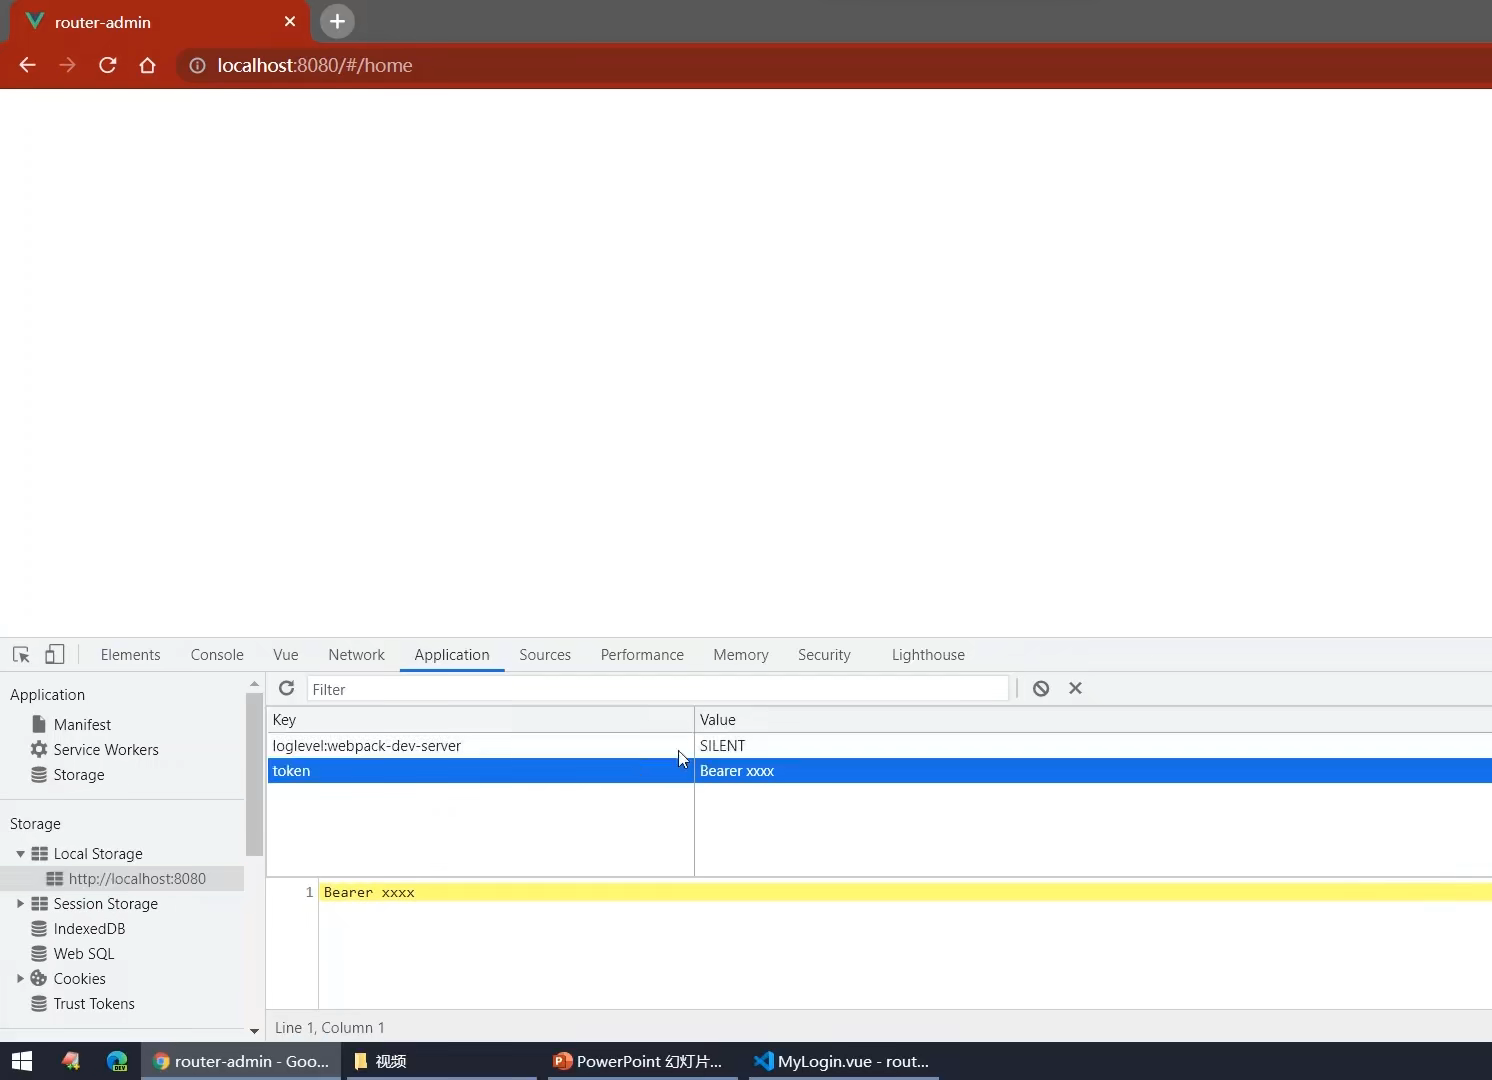 router-admin
localhost:8080/#/home
Elements Console Vue Network Application Sources Performance Memory Security Lighthouse
Application
Manifest
Service Workers
Storage
Storage
Local Storage
http://localhost:8080
Session Storage
IndexedDB
Web SQL
Cookies
Trust Tokens
Filter
Key Value
loglevel:webpack-dev-server SILENT
token Bearer xxxx
1 Bearer xxxx
Line 1, Column 1
DEV router-admin - Goo... 视频 PowerPoint 幻灯片... MyLogin.vue - rout...